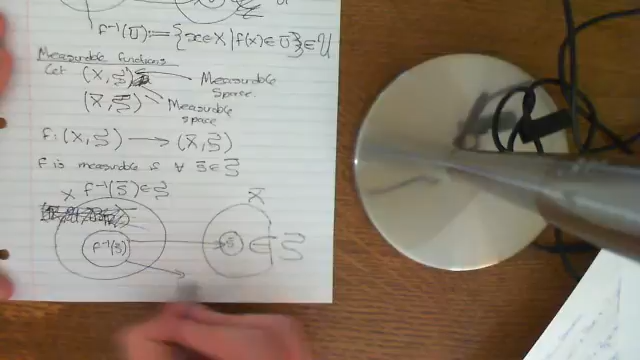 f⁻¹(Ū) := {x∈X | f(x) ∈ Ū} ∈ U
Measurable functions
Let (X, Ξ) Measurable Space
(X̄, Ξ̄) Measurable space
f: (X, Ξ) → (X̄, Ξ̄)
f is measurable if ∀ s̄ ∈ Ξ̄
f⁻¹(s̄) ∈ Ξ
X X̄
f⁻¹(s̄) s̄ ∈ Ξ̄